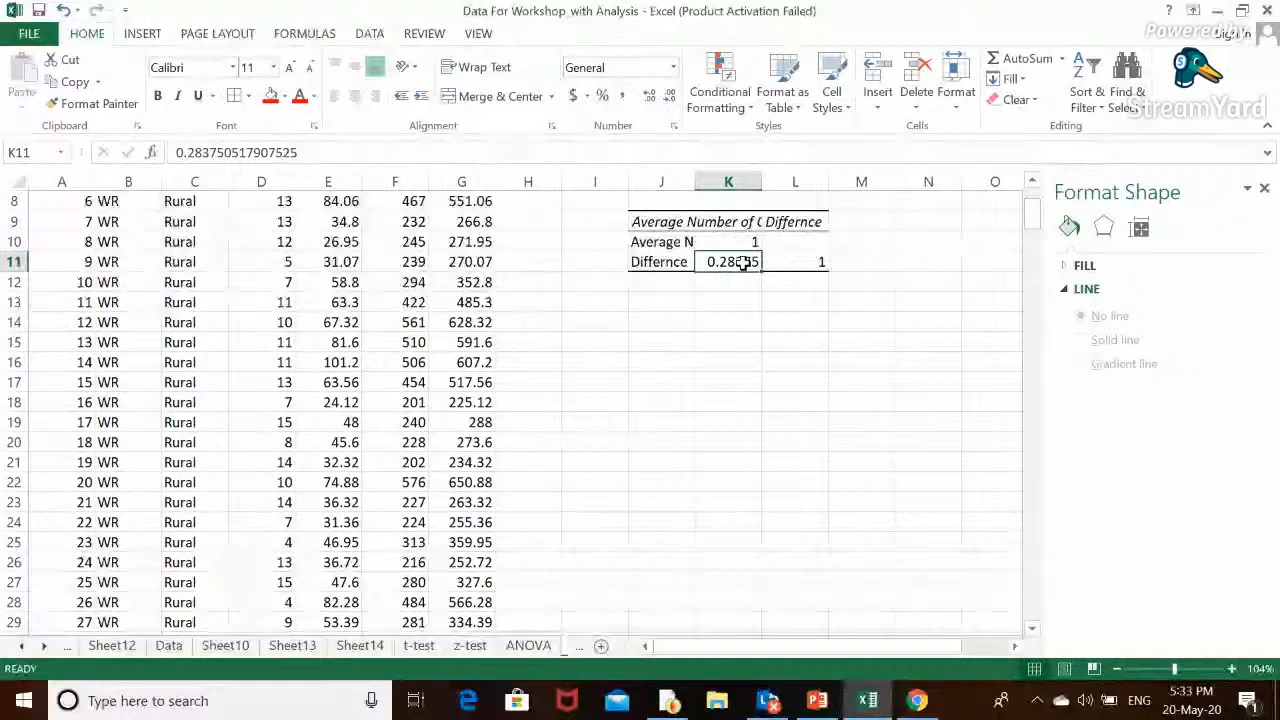 Data For Workshop with Analysis - Excel (Product Activation Failed)
FILE HOME INSERT PAGE LAYOUT FORMULAS DATA REVIEW VIEW
Powered by
StreamYard
Cut
Copy
Format Painter
Paste
Clipboard
Calibri 11
B I U
Font
Wrap Text
Merge & Center
Alignment
General
$ % ,
Number
Conditional Formatting
Format as Table
Cell Styles
Styles
Insert Delete Format
Cells
AutoSum
Fill
Clear
Sort & Filter
Find &
Editing
K11 fx 0.283750517907525
A B C D E F G H I J K L M N O
8 6 WR Rural 13 84.06 467 551.06
9 7 WR Rural 13 34.8 232 266.8 Average Number of ( Differnce
10 8 WR Rural 12 26.95 245 271.95 Average N 1
11 9 WR Rural 5 31.07 239 270.07 Differnce 1
12 10 WR Rural 7 58.8 294 352.8
13 11 WR Rural 11 63.3 422 485.3
14 12 WR Rural 10 67.32 561 628.32
15 13 WR Rural 11 81.6 510 591.6
16 14 WR Rural 11 101.2 506 607.2
17 15 WR Rural 13 63.56 454 517.56
18 16 WR Rural 7 24.12 201 225.12
19 17 WR Rural 15 48 240 288
20 18 WR Rural 8 45.6 228 273.6
21 19 WR Rural 14 32.32 202 234.32
22 20 WR Rural 10 74.88 576 650.88
23 21 WR Rural 14 36.32 227 263.32
24 22 WR Rural 7 31.36 224 255.36
25 23 WR Rural 4 46.95 313 359.95
26 24 WR Rural 13 36.72 216 252.72
27 25 WR Rural 15 47.6 280 327.6
28 26 WR Rural 4 82.28 484 566.28
29 27 WR Rural 9 53.39 281 334.39
Format Shape
FILL
LINE
No line
Solid line
Gradient line
... Sheet12 Data Sheet10 Sheet13 Sheet14 t-test z-test ANOVA ...
READY 104%
Type here to search
ENG
5:33 PM
20-May-20